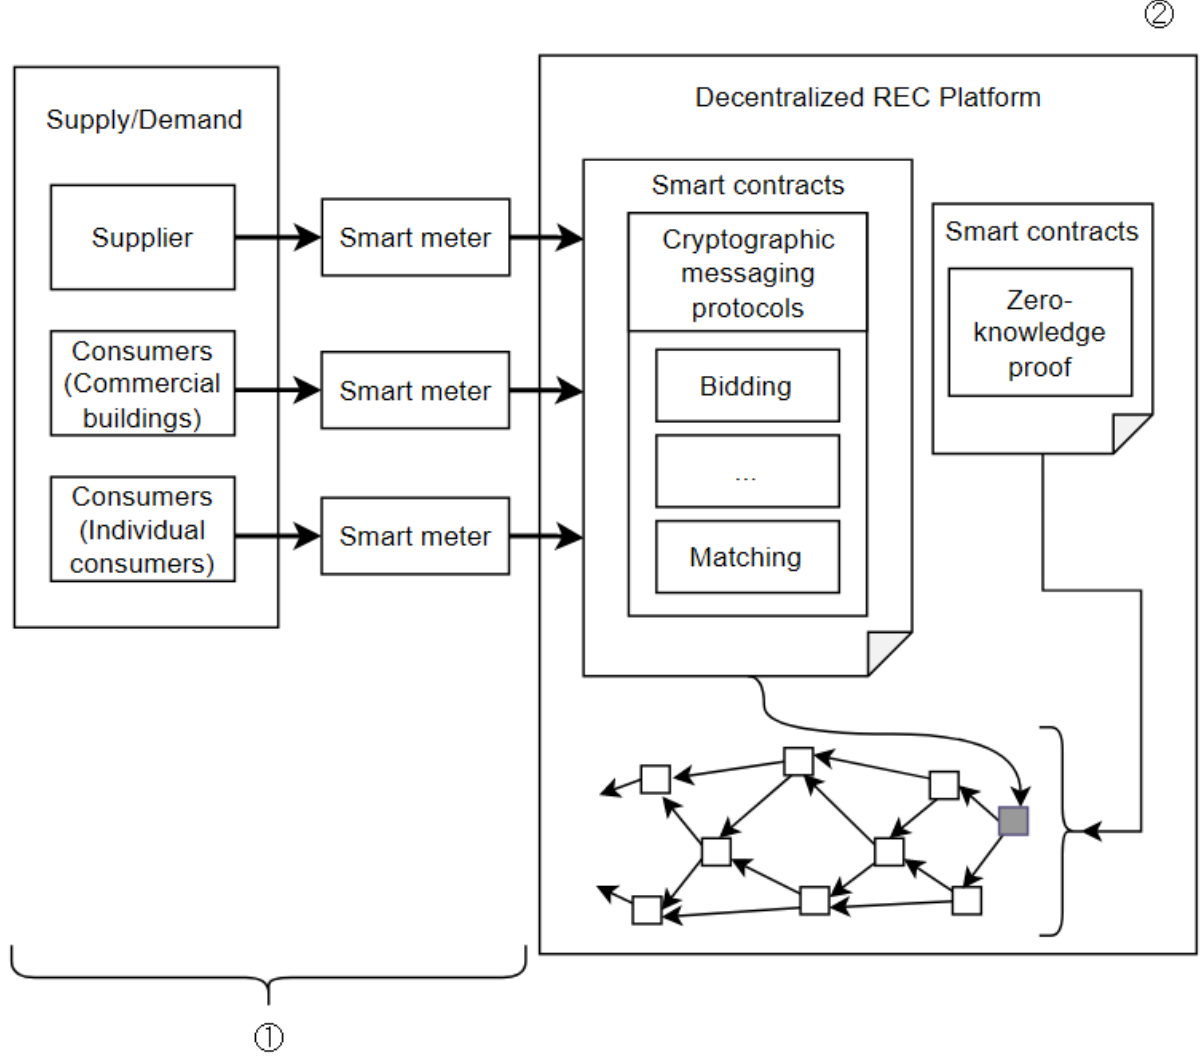 ②
Supply/Demand
Supplier
Consumers
(Commercial
buildings)
Consumers
(Individual
consumers)
Smart meter
Smart meter
Smart meter
Decentralized REC Platform
Smart contracts
Cryptographic
messaging
protocols
Bidding
...
Matching
Smart contracts
Zero-
knowledge
proof
①